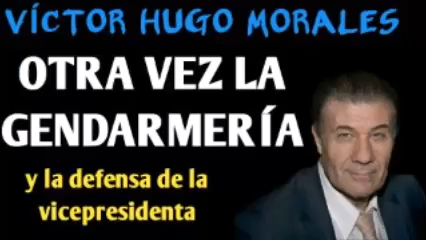 VÍCTOR HUGO MORALES
OTRA VEZ LA
GENDARMERÍA
y la defensa de la
vicepresidenta